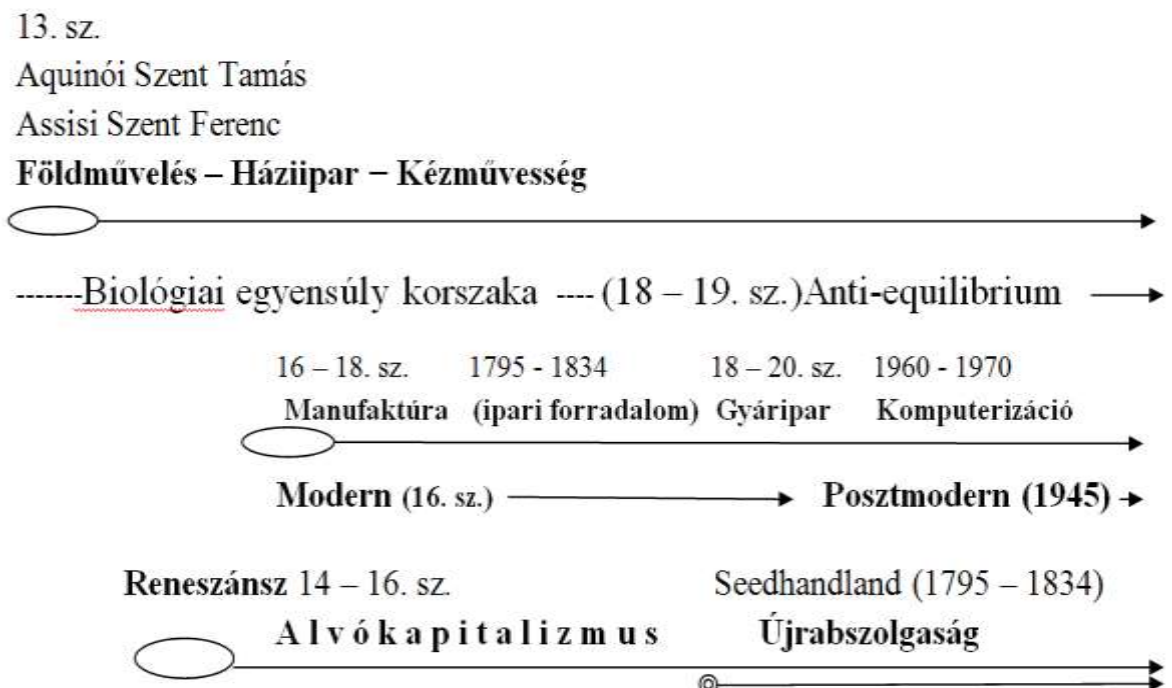 13. sz.
Aquinói Szent Tamás
Assisi Szent Ferenc
Földművelés – Háziipar – Kézművesség
-------Biológiai egyensúly korszaka ---- (18 – 19. sz.)Anti-equilibrium
16 – 18. sz. 1795 - 1834 18 – 20. sz. 1960 - 1970
Manufaktúra (ipari forradalom) Gyáripar Komputerizáció
Modern (16. sz.) Posztmodern (1945)
Reneszánsz 14 – 16. sz. Seedhandland (1795 – 1834)
A l v ó k a p i t a l i z m u s Újrabszolgaság